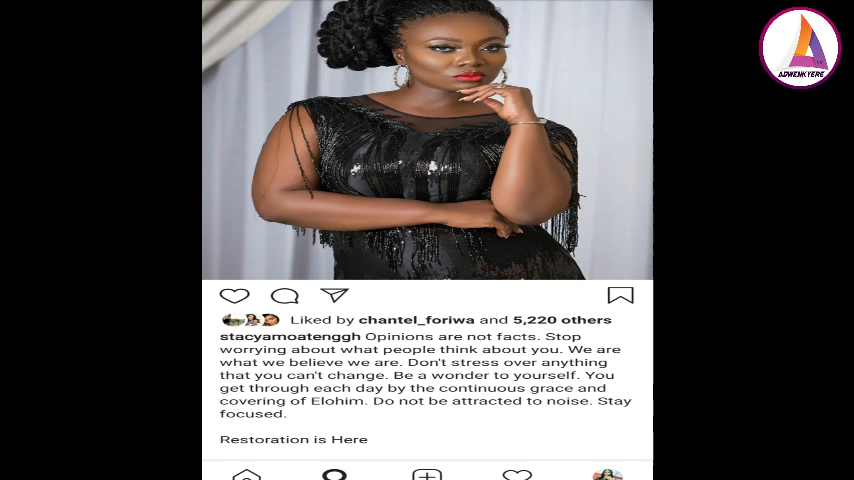 TV
ADWENKYERE
Liked by chantel_foriwa and 5,220 others
stacyamoatenggh Opinions are not facts. Stop
worrying about what people think about you. We are
what we believe we are. Don't stress over anything
that you can't change. Be a wonder to yourself. You
get through each day by the continuous grace and
covering of Elohim. Do not be attracted to noise. Stay
focused.
Restoration is Here